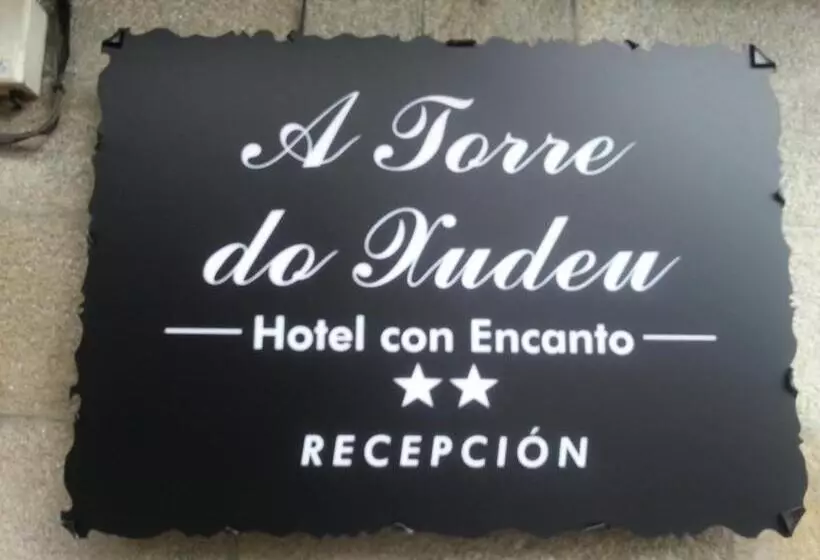 A Torre
do Xudeu
Hotel con Encanto
★★
RECEPCIÓN